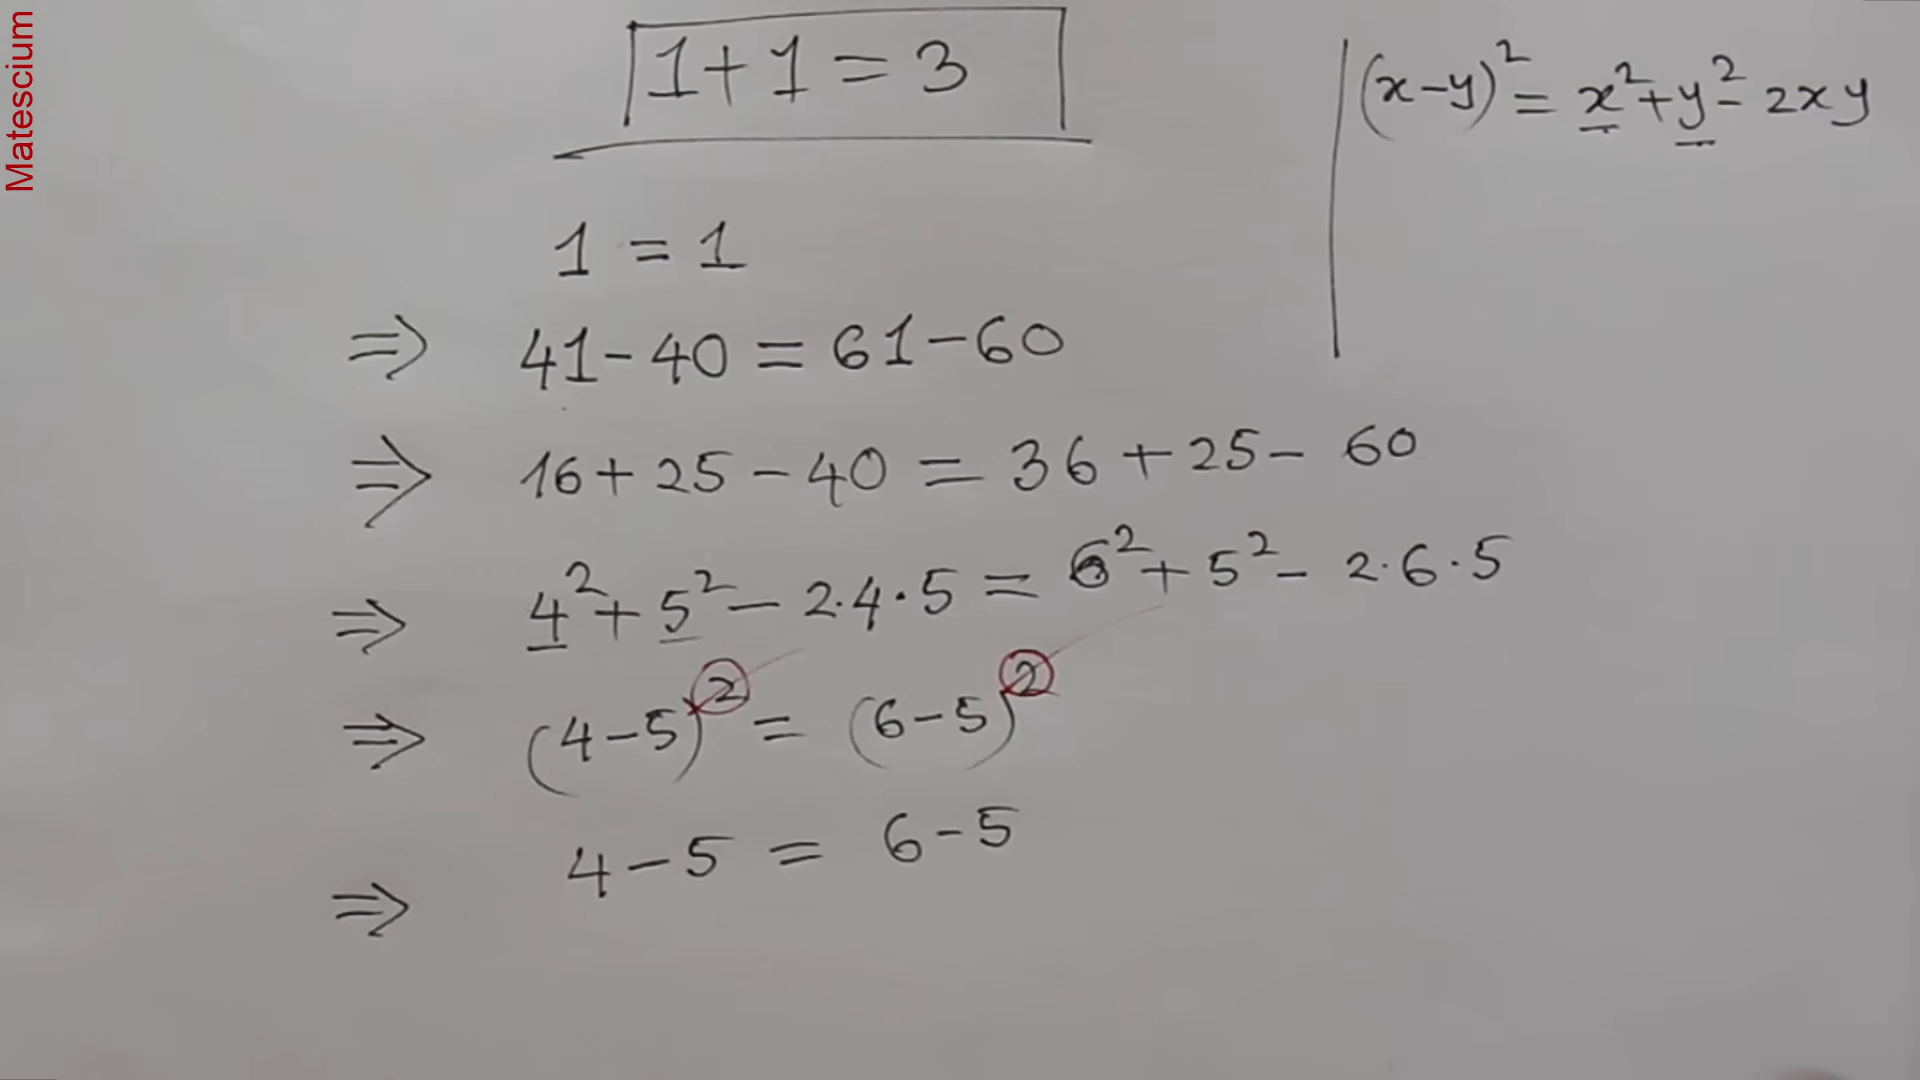 Matescium
1+1=3
(x-y)²= x²+y²- 2xy
1 = 1
⇒ 41-40 = 61-60
⇒ 16+25-40 = 36+25-60
⇒ 4²+5²-2·4·5 = 6²+5²-2·6·5
⇒ (4-5)² = (6-5)²
⇒ 4-5 = 6-5